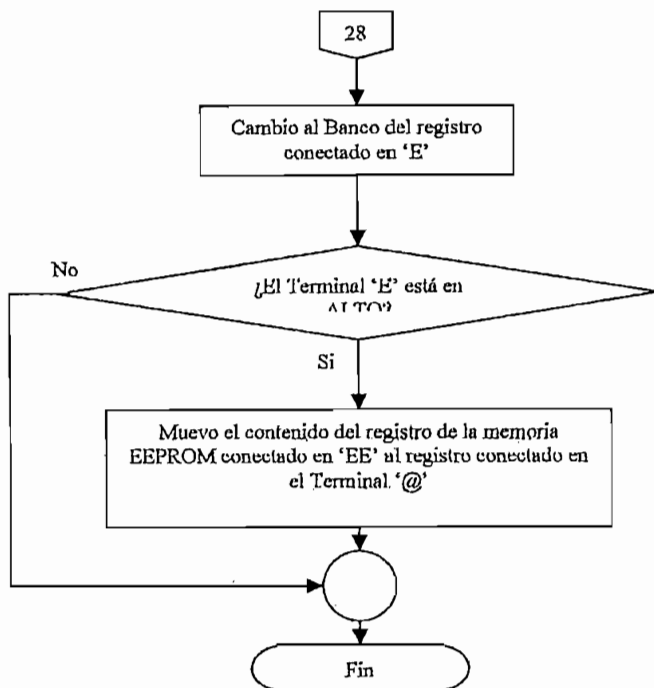 28
Cambio al Banco del registro
conectado en ‘E’
No
¿El Terminal ‘E’ está en
ALTO?
Si
Muevo el contenido del registro de la memoria
EEPROM conectado en ‘EE’ al registro conectado en
el Terminal ‘@’
Fin